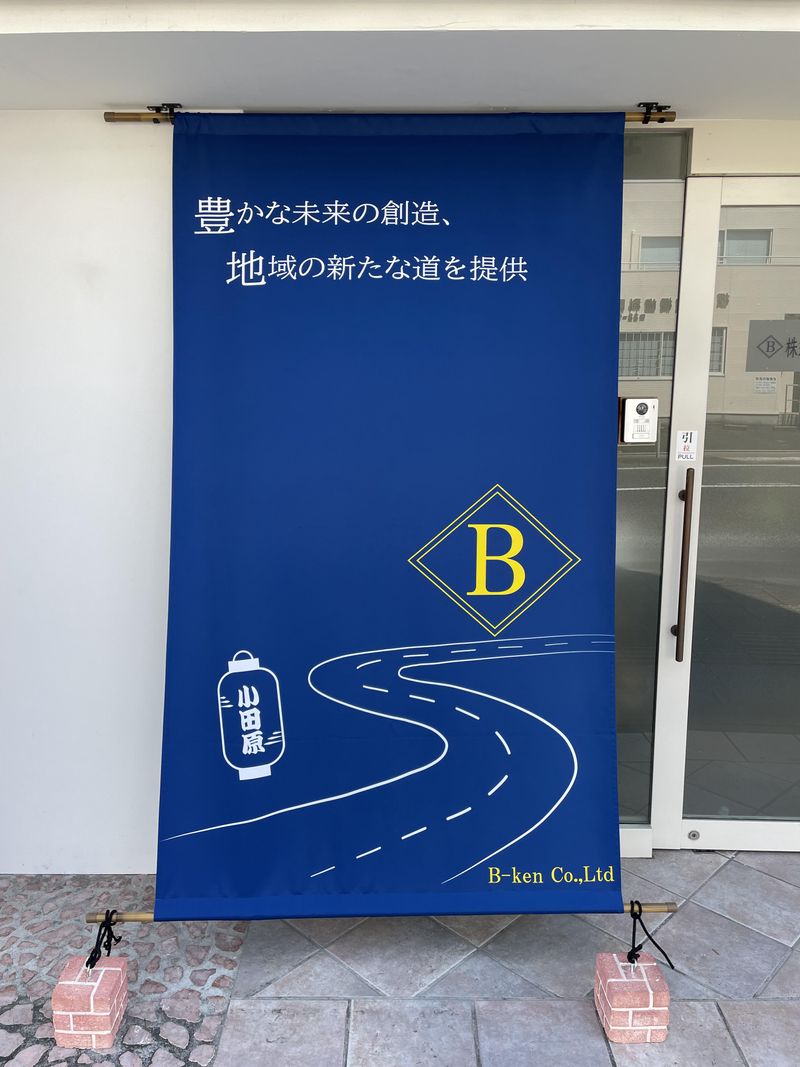 豊かな未来の創造、
地域の新たな道を提供
B
小田原
B-ken Co.,Ltd
引
PULL
B 株